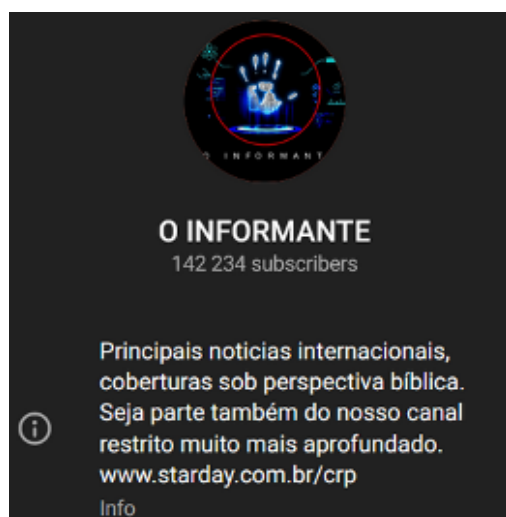 O INFORMANT
O INFORMANTE
142 234 subscribers
Principais noticias internacionais,
coberturas sob perspectiva bíblica.
Seja parte também do nosso canal
restrito muito mais aprofundado.
www.starday.com.br/crp
Info